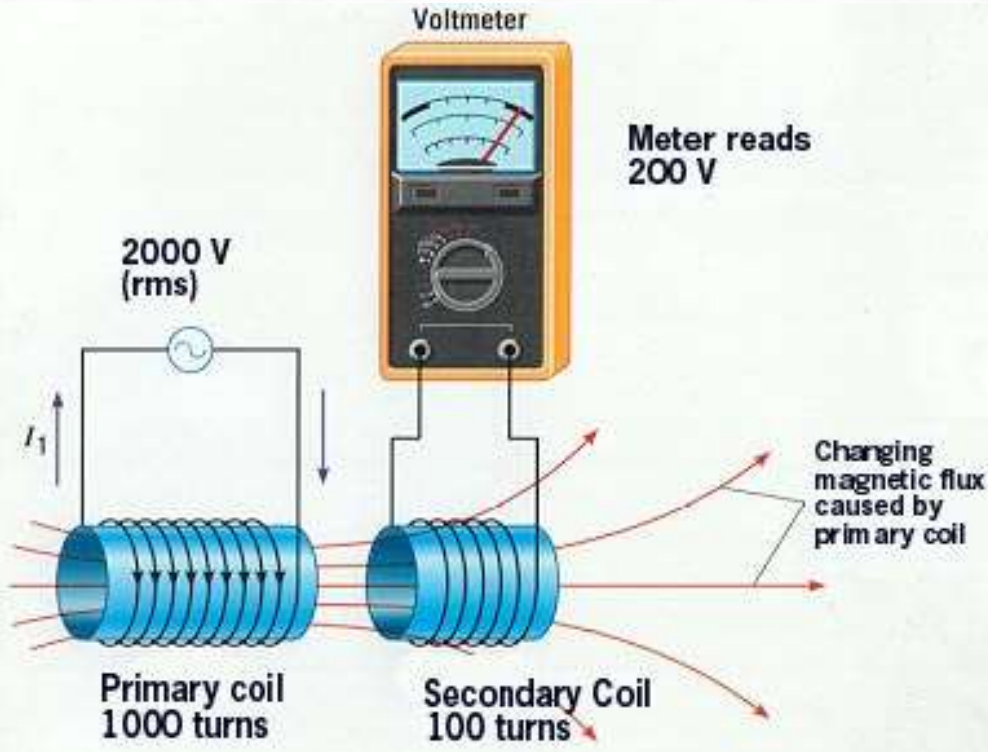 Voltmeter
Meter reads
200 V
2000 V
(rms)
I1
Changing
magnetic flux
caused by
primary coil
Primary coil
1000 turns
Secondary Coil
100 turns